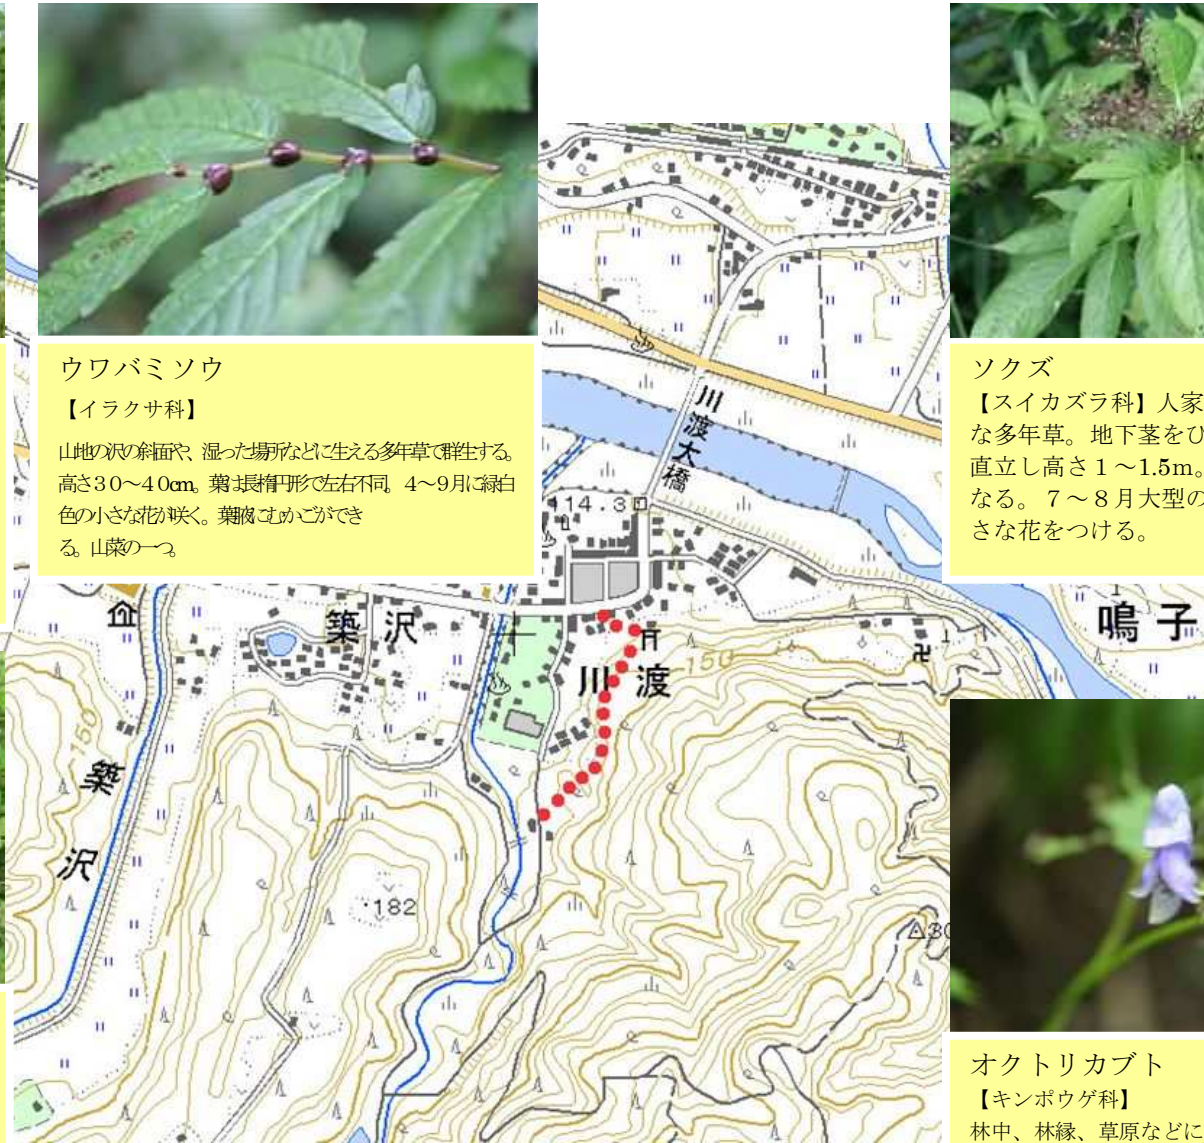 ウワバミソウ
【イラクサ科】
山地の沢の斜面や、湿った場所などに生える多年草で群生する。
高さ30～40cm。葉は長楕円形で左右不同。4～9月に緑白
色の小さな花が咲く。葉腋にむかごができ
る。山菜の一つ。
ソクズ
【スイカズラ科】人家
な多年草。地下茎をひ
直立し高さ1～1.5m。
なる。7～8月大型の
さな花をつける。
川渡大橋
114.3
築沢
川渡
150
鳴子
150
築沢
182
オクトリカブト
【キンポウゲ科】
林中、林縁、草原などに